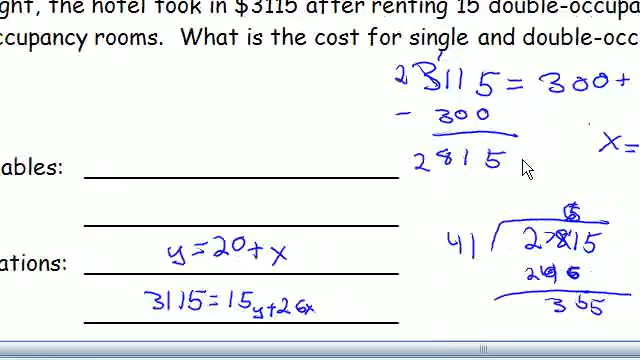 ght, the hotel took in $3115 after renting 15 double-occupa
ccupancy rooms. What is the cost for single and double-occ
2 3115 = 300 +
- 300
2815
x =
ables:
41 2815
y = 20 + x
ations:
3115 = 15y + 26x